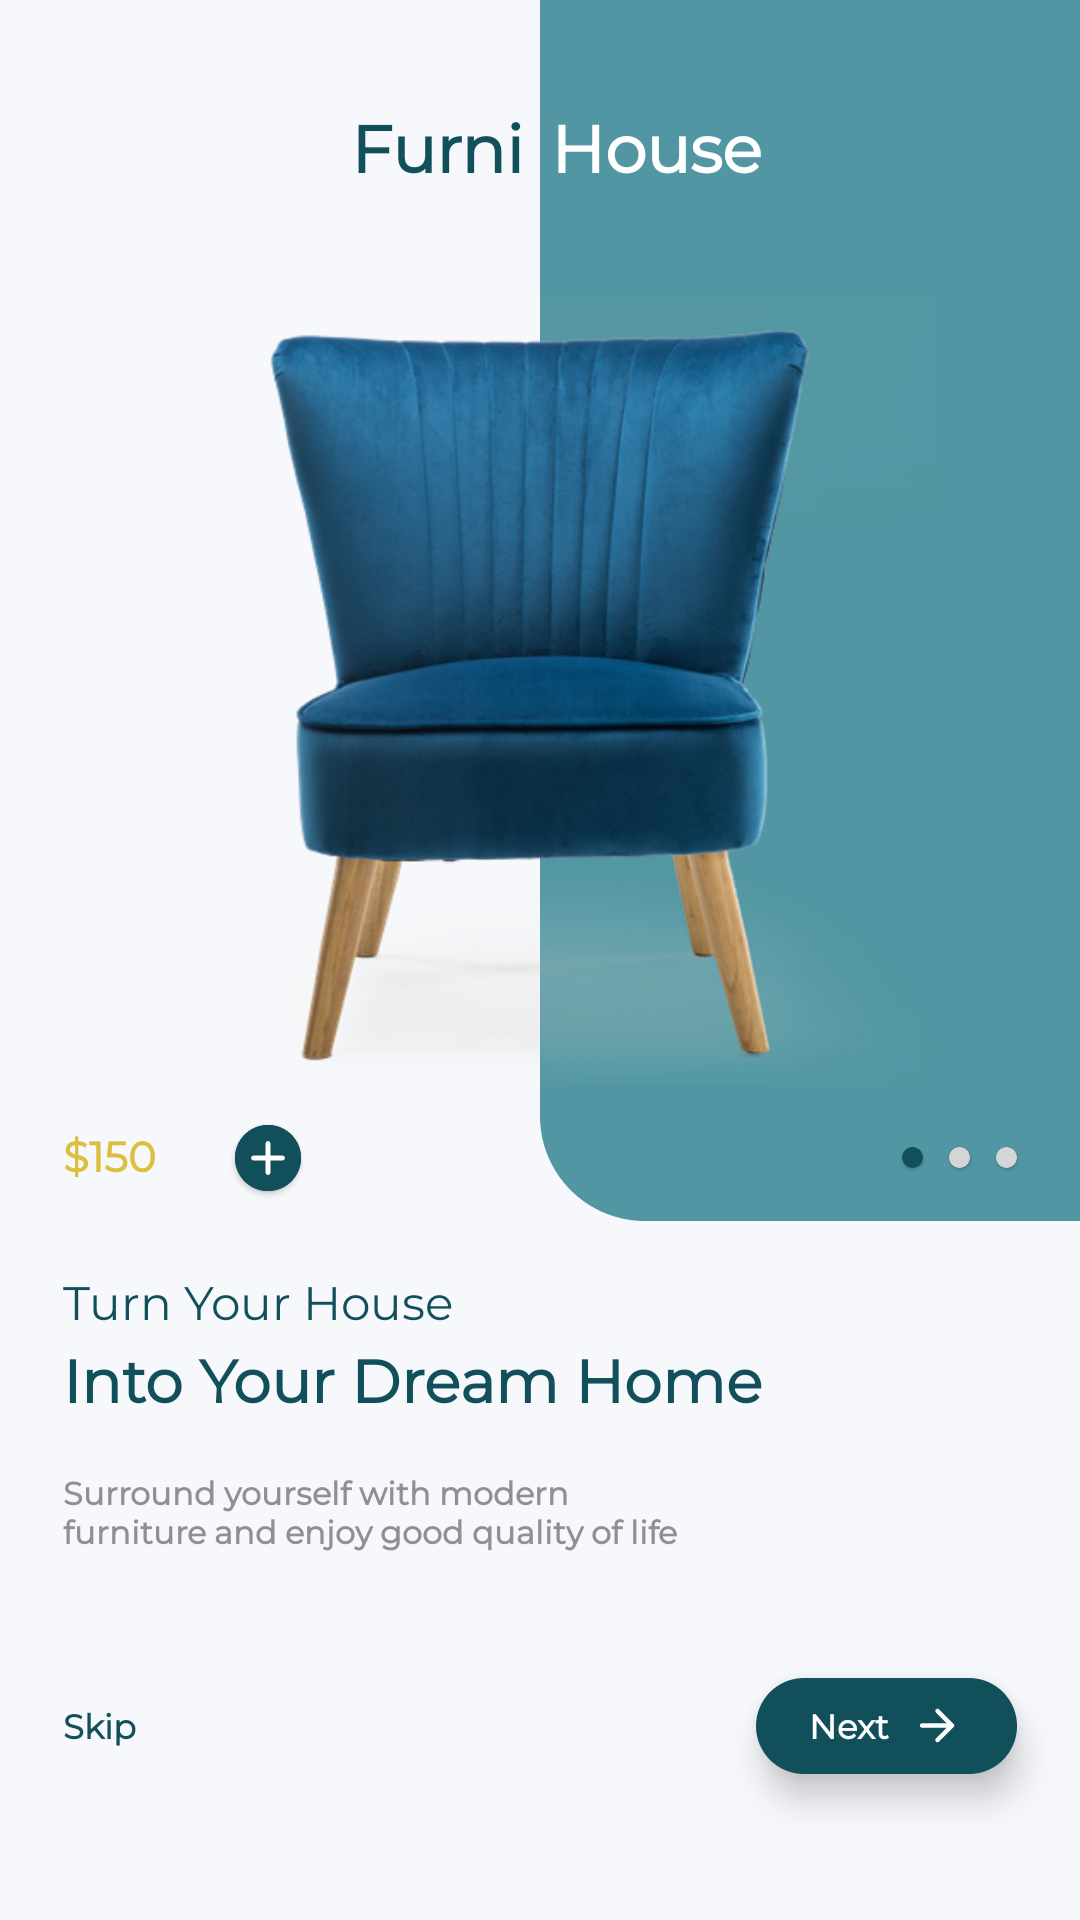 Furni House
$150
Turn Your House
Into Your Dream Home
Surround yourself with modern
furniture and enjoy good quality of life
Skip
Next